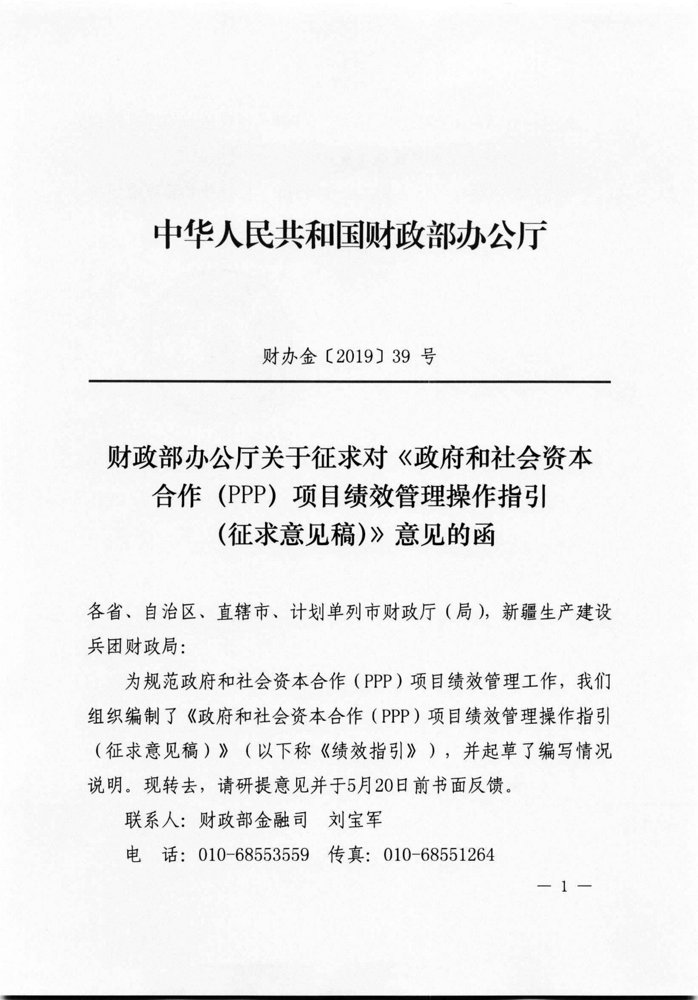 中华人民共和国财政部办公厅
财办金〔2019〕39 号
财政部办公厅关于征求对《政府和社会资本
合作（PPP）项目绩效管理操作指引
（征求意见稿）》意见的函
各省、自治区、直辖市、计划单列市财政厅（局），新疆生产建设
兵团财政局：
为规范政府和社会资本合作（PPP）项目绩效管理工作，我们
组织编制了《政府和社会资本合作（PPP）项目绩效管理操作指引
（征求意见稿）》（以下称《绩效指引》），并起草了编写情况
说明。现转去，请研提意见并于5月20日前书面反馈。
联系人：财政部金融司 刘宝军
电 话：010-68553559 传真：010-68551264
— 1 —